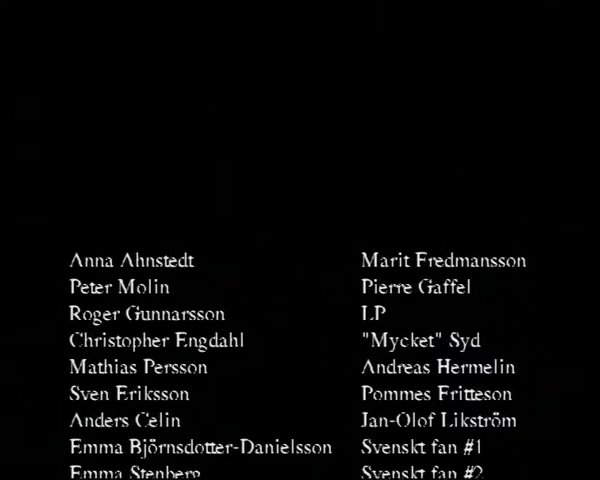 Anna Ahnstedt Marit Fredmansson
Peter Molin Pierre Gaffel
Roger Gunnarsson LP
Christopher Engdahl "Mycket" Syd
Mathias Persson Andreas Hermelin
Sven Eriksson Pommes Fritteson
Anders Celin Jan-Olof Likström
Emma Björnsdotter-Danielsson Svenskt fan #1
Emma Stenberg Svenskt fan #2